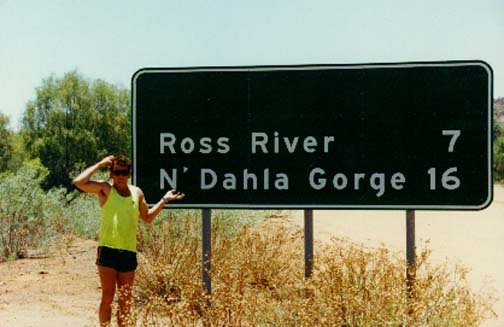 Ross River 7
N'Dahla Gorge 16